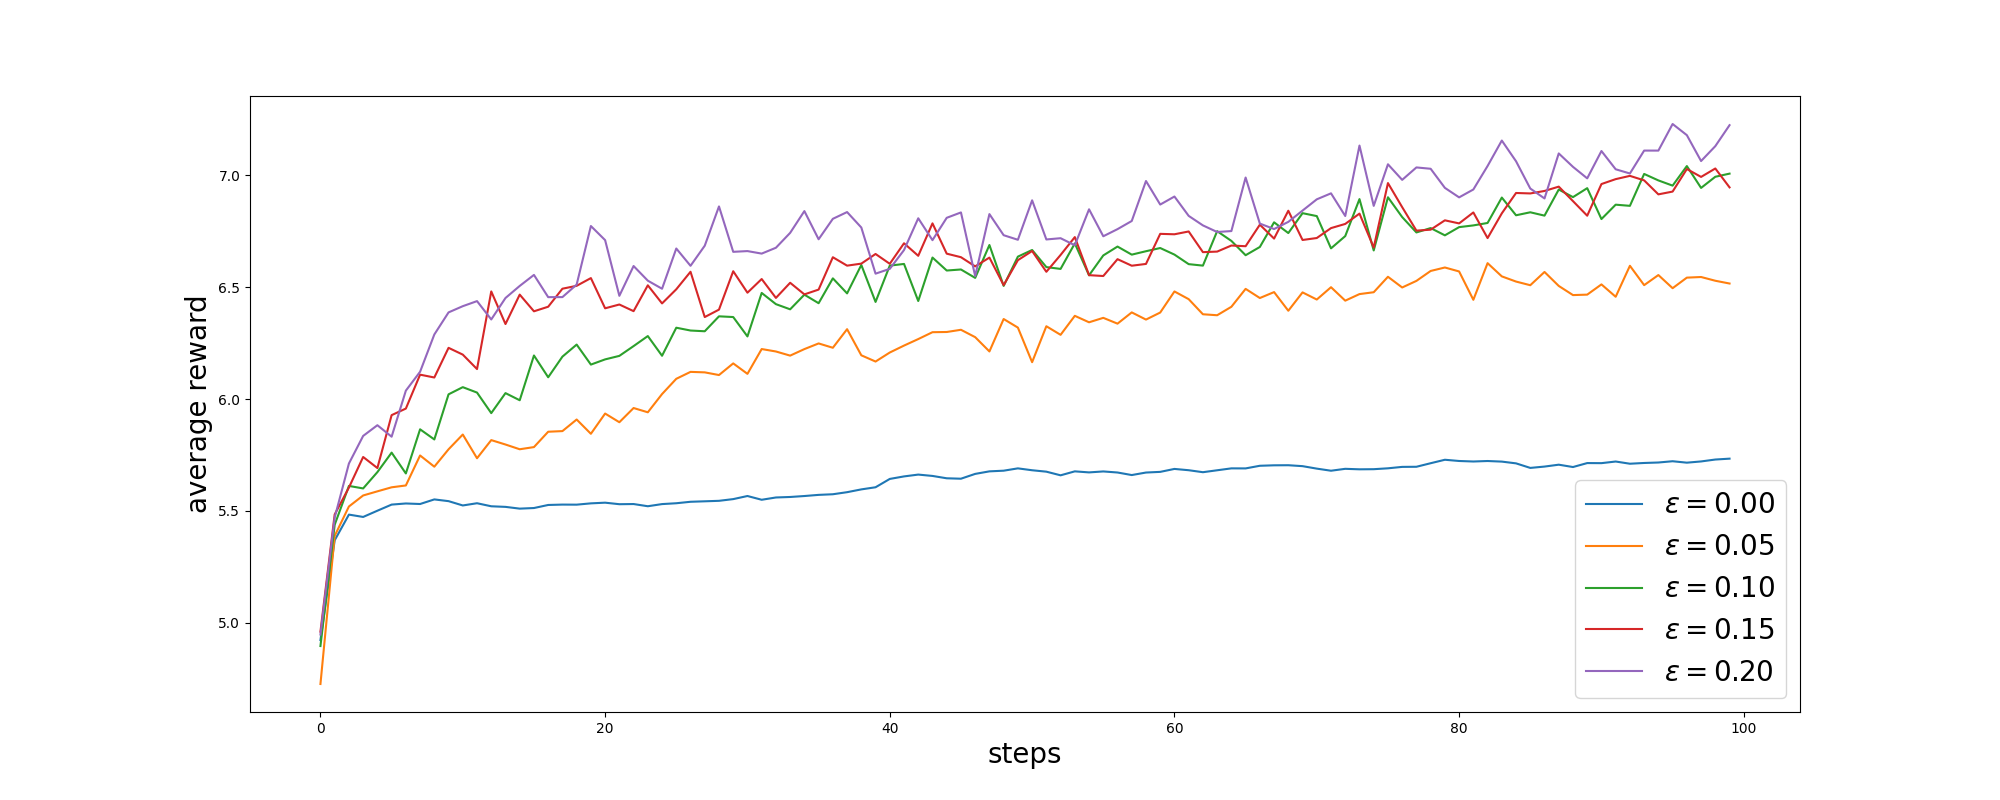 7.0
6.5
6.0
5.5
5.0
average reward
0 20 40 60 80 100
steps
ε = 0.00
ε = 0.05
ε = 0.10
ε = 0.15
ε = 0.20